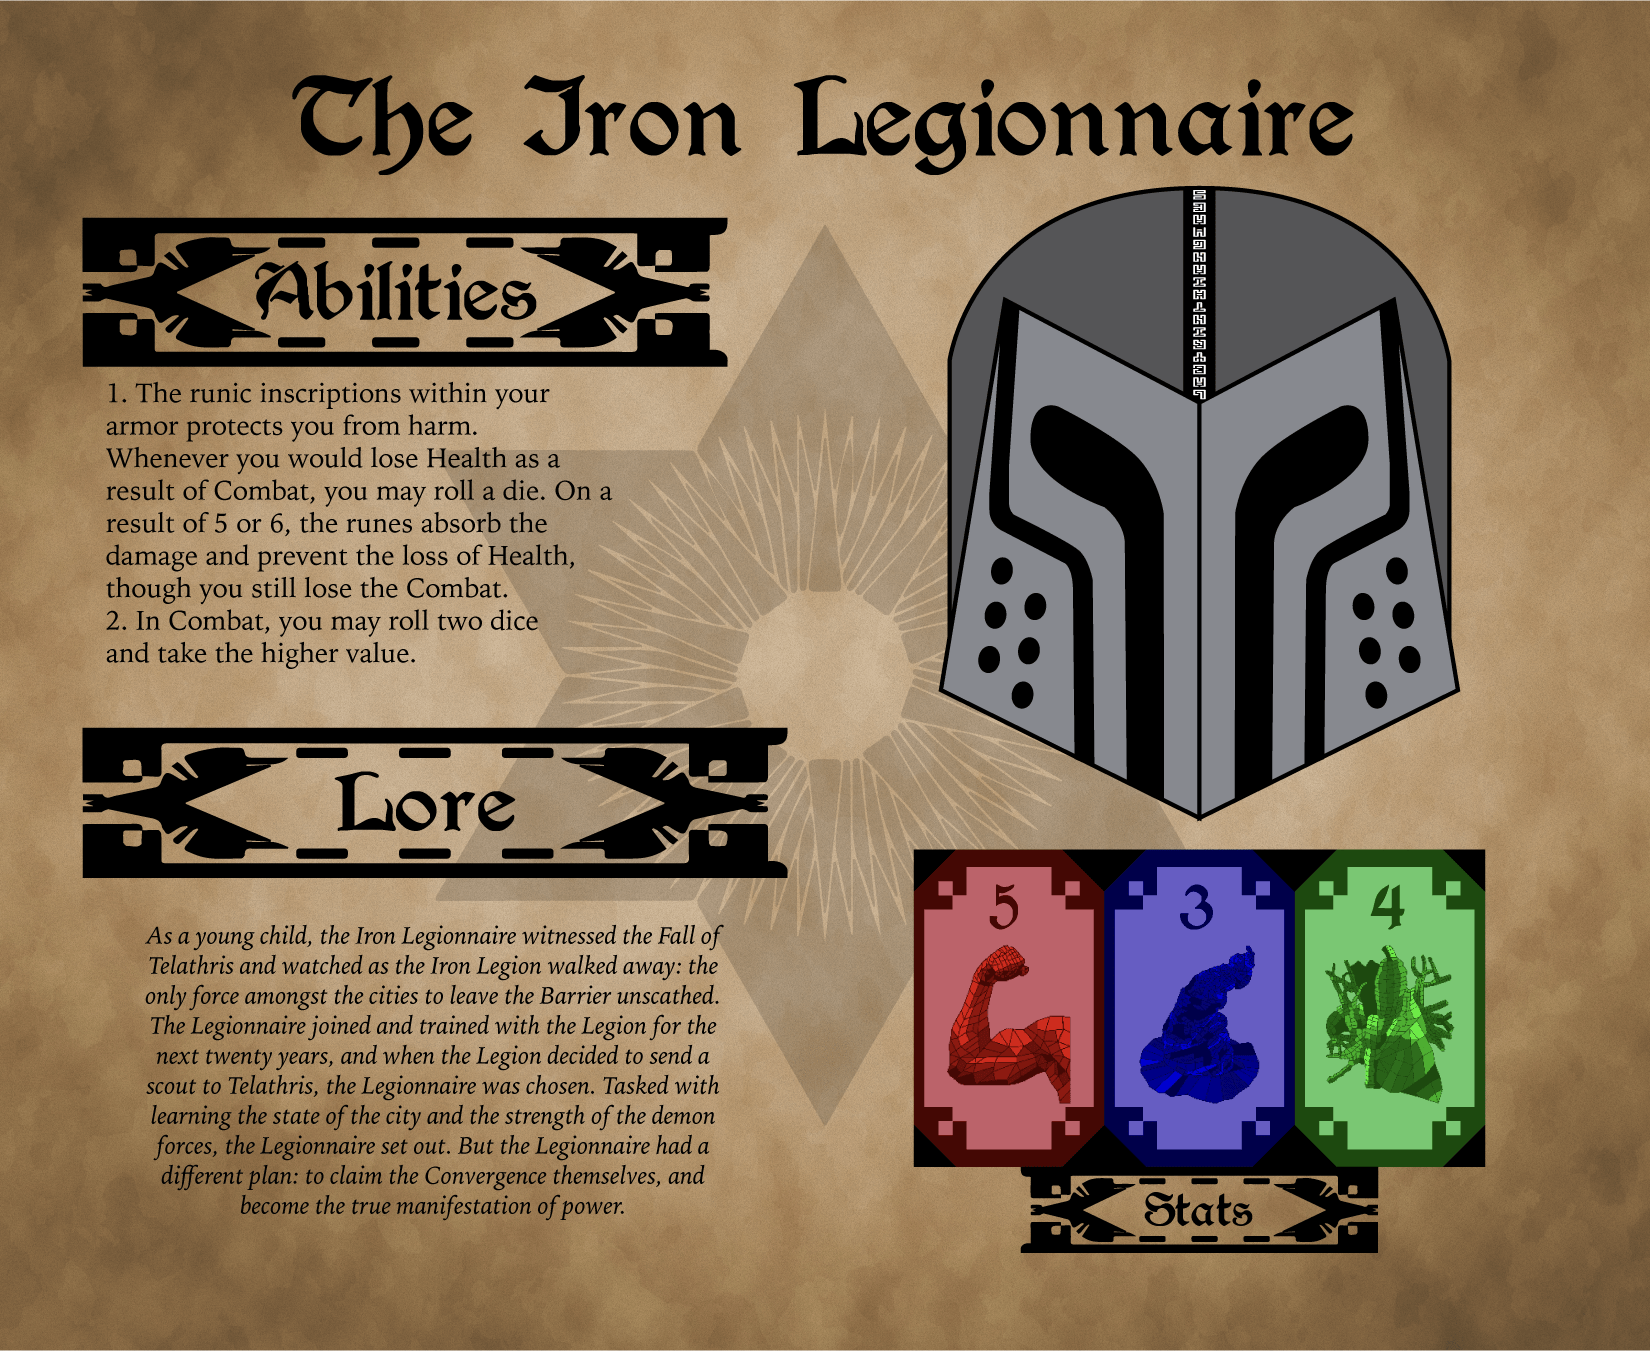 The Iron Legionnaire
Abilities
1. The runic inscriptions within your
armor protects you from harm.
Whenever you would lose Health as a
result of Combat, you may roll a die. On a
result of 5 or 6, the runes absorb the
damage and prevent the loss of Health,
though you still lose the Combat.
2. In Combat, you may roll two dice
and take the higher value.
Lore
As a young child, the Iron Legionnaire witnessed the Fall of
Telathris and watched as the Iron Legion walked away: the
only force amongst the cities to leave the Barrier unscathed.
The Legionnaire joined and trained with the Legion for the
next twenty years, and when the Legion decided to send a
scout to Telathris, the Legionnaire was chosen. Tasked with
learning the state of the city and the strength of the demon
forces, the Legionnaire set out. But the Legionnaire had a
different plan: to claim the Convergence themselves, and
become the true manifestation of power.
5 3 4
Stats